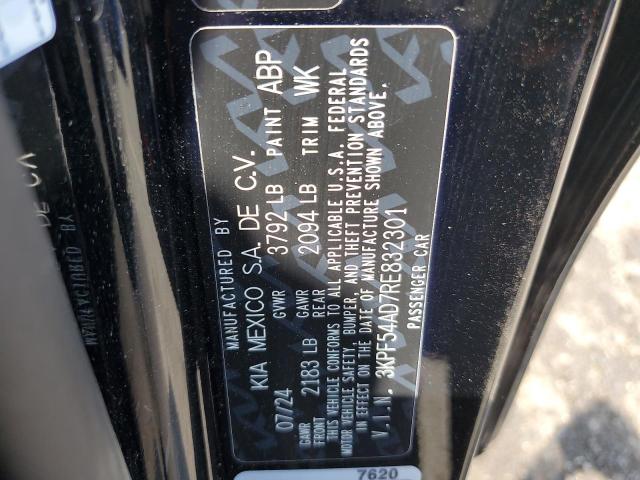 MANUFACTURED BY
KIA MEXICO S.A. DE C.V.
07/24 GVWR 3792 LB PAINT ABP
GAWR FRONT 2183 LB GAWR REAR 2094 LB TRIM WK
THIS VEHICLE CONFORMS TO ALL APPLICABLE U.S.A. FEDERAL
MOTOR VEHICLE SAFETY, BUMPER, AND THEFT PREVENTION STANDARDS
IN EFFECT ON THE DATE OF MANUFACTURE SHOWN ABOVE.
V.I.N. 3KPF54AD7RE832301
PASSENGER CAR
7620